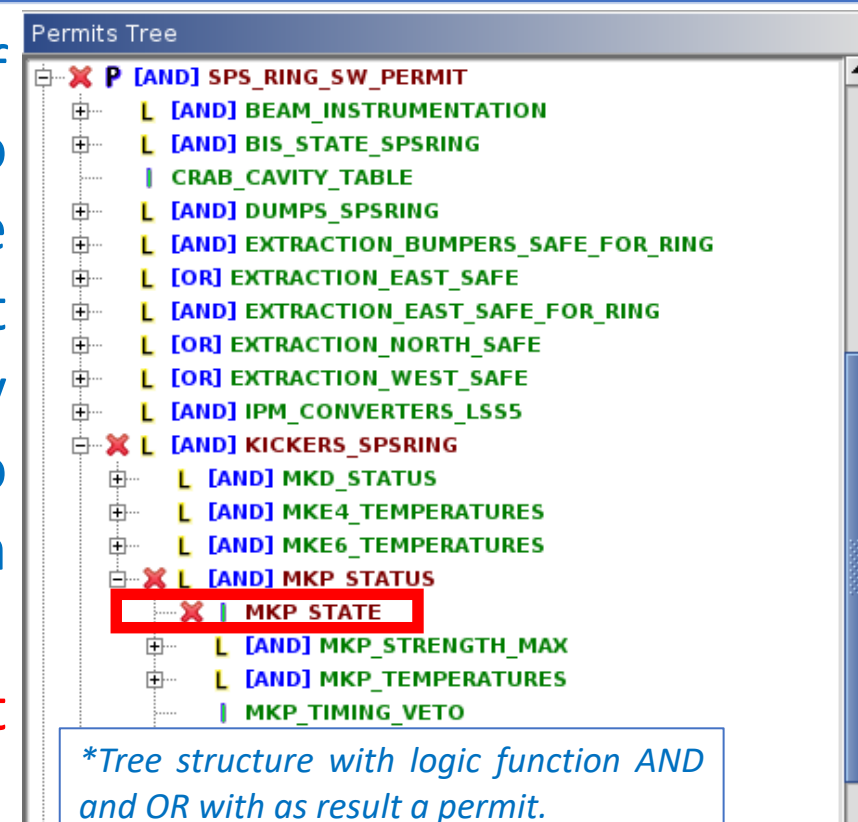 Permits Tree
P [AND] SPS_RING_SW_PERMIT
L [AND] BEAM_INSTRUMENTATION
L [AND] BIS_STATE_SPSRING
CRAB_CAVITY_TABLE
L [AND] DUMPS_SPSRING
L [AND] EXTRACTION_BUMPERS_SAFE_FOR_RING
L [OR] EXTRACTION_EAST_SAFE
L [AND] EXTRACTION_EAST_SAFE_FOR_RING
L [OR] EXTRACTION_NORTH_SAFE
L [OR] EXTRACTION_WEST_SAFE
L [AND] IPM_CONVERTERS_LSS5
L [AND] KICKERS_SPSRING
L [AND] MKD_STATUS
L [AND] MKE4_TEMPERATURES
L [AND] MKE6_TEMPERATURES
L [AND] MKP_STATUS
MKP_STATE
L [AND] MKP_STRENGTH_MAX
L [AND] MKP_TEMPERATURES
MKP_TIMING_VETO
*Tree structure with logic function AND
and OR with as result a permit.